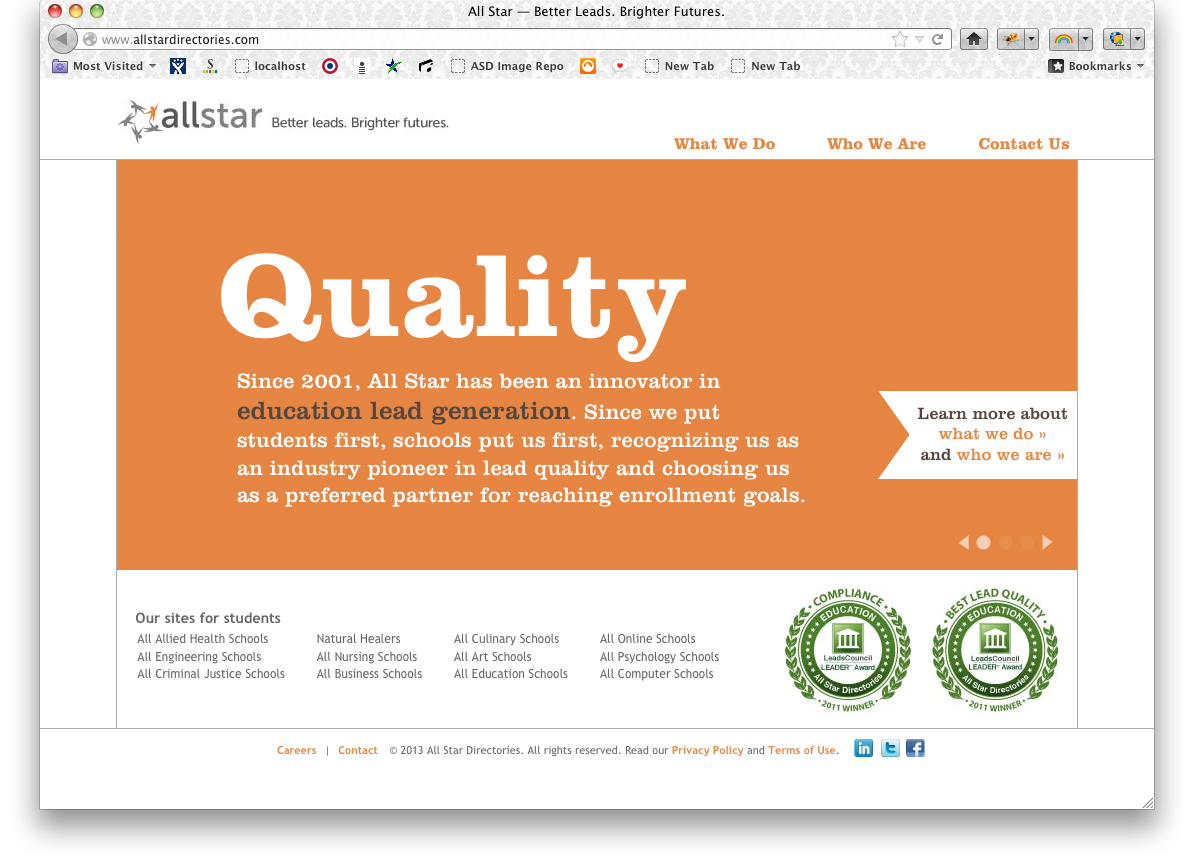 All Star — Better Leads. Brighter Futures.
www.allstardirectories.com
Most Visited
localhost
ASD Image Repo
New Tab
New Tab
Bookmarks
allstar Better leads. Brighter futures.
What We Do
Who We Are
Contact Us
Quality
Since 2001, All Star has been an innovator in
education lead generation. Since we put
students first, schools put us first, recognizing us as
an industry pioneer in lead quality and choosing us
as a preferred partner for reaching enrollment goals.
Learn more about
what we do »
and who we are »
Our sites for students
All Allied Health Schools
All Engineering Schools
All Criminal Justice Schools
Natural Healers
All Nursing Schools
All Business Schools
All Culinary Schools
All Art Schools
All Education Schools
All Online Schools
All Psychology Schools
All Computer Schools
• COMPLIANCE •
EDUCATION
LeadsCouncil
LEADER™ Award
All Star Directories
• 2011 WINNER •
• BEST LEAD QUALITY •
EDUCATION
LeadsCouncil
LEADER™ Award
All Star Directories
• 2011 WINNER •
Careers | Contact © 2013 All Star Directories. All rights reserved. Read our Privacy Policy and Terms of Use.